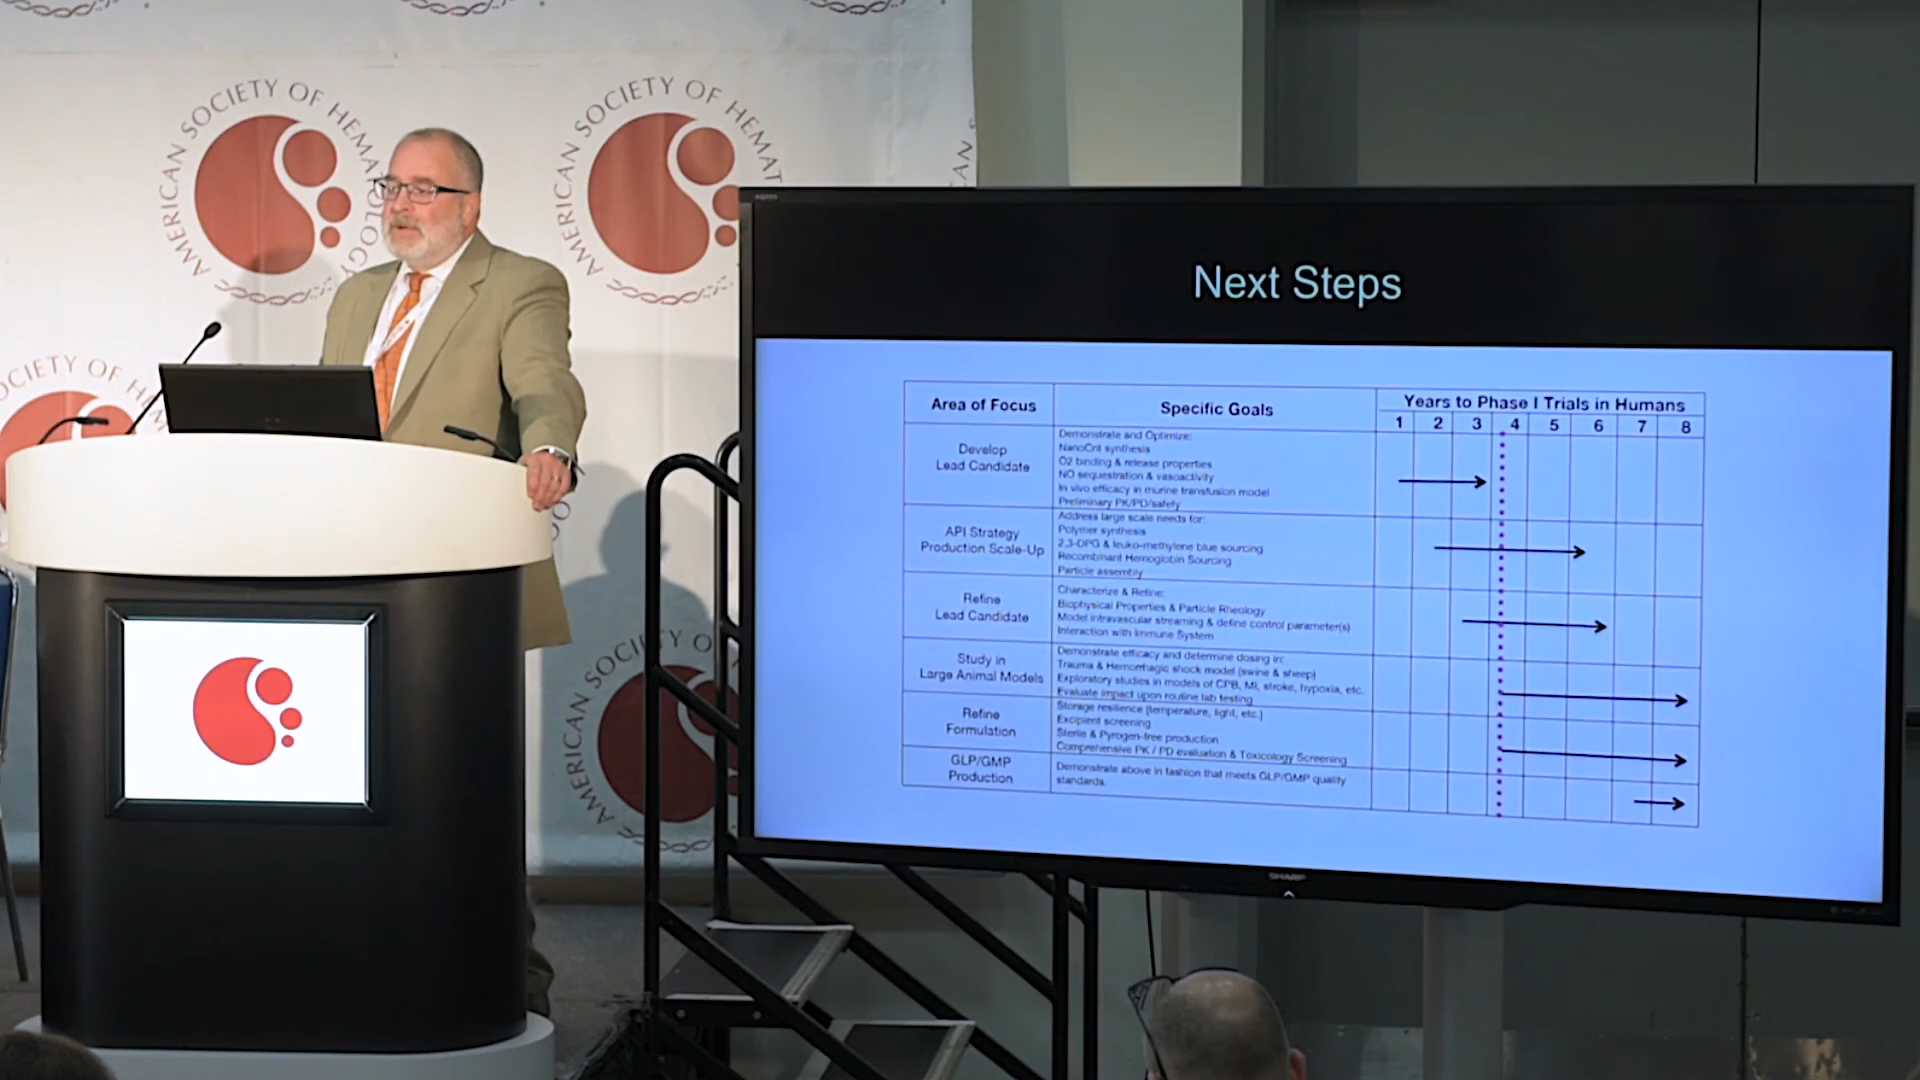 AMERICAN SOCIETY OF HEMATOLOGY
AMERICAN SOCIETY OF HEMAT
AN
CIETY OF HEM
AMERICAN SOCIETY O
Next Steps
Area of Focus
Specific Goals
Years to Phase I Trials in Humans
1 2 3 4 5 6 7 8
Develop
Lead Candidate
Demonstrate and Optimize:
NanoCrit synthesis
O2 binding & release properties
NO sequestration & vasoactivity
In vivo efficacy in murine transfusion model
Preliminary PK/PD/safety
API Strategy
Production Scale-Up
Address large scale needs for:
Polymer synthesis
2,3-DPG & leuko-methylene blue sourcing
Recombinant Hemoglobin Sourcing
Particle assembly
Refine
Lead Candidate
Characterize & Refine:
Biophysical Properties & Particle Rheology
Model intravascular streaming & define control parameter(s)
Interaction with Immune System
Study in
Large Animal Models
Demonstrate efficacy and determine dosing in:
Trauma & Hemorrhagic shock model (swine & sheep)
Exploratory studies in models of CPB, MI, stroke, hypoxia, etc.
Evaluate impact upon routine lab testing
Refine
Formulation
Storage resilience [temperature, light, etc.]
Excipient screening
Sterile & Pyrogen-free production
Comprehensive PK / PD evaluation & Toxicology Screening
GLP/GMP
Production
Demonstrate above in fashion that meets GLP/GMP quality
standards.
SHARP